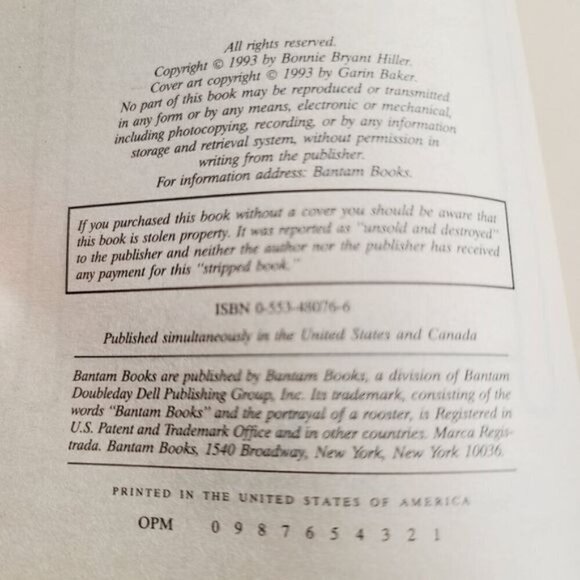 All rights reserved.
Copyright © 1993 by Bonnie Bryant Hiller.
Cover art copyright © 1993 by Garin Baker.
No part of this book may be reproduced or transmitted
in any form or by any means, electronic or mechanical,
including photocopying, recording, or by any information
storage and retrieval system, without permission in
writing from the publisher.
For information address: Bantam Books.
If you purchased this book without a cover you should be aware that
this book is stolen property. It was reported as "unsold and destroyed"
to the publisher and neither the author nor the publisher has received
any payment for this "stripped book."
ISBN 0-553-48076-6
Published simultaneously in the United States and Canada
Bantam Books are published by Bantam Books, a division of Bantam
Doubleday Dell Publishing Group, Inc. Its trademark, consisting of the
words "Bantam Books" and the portrayal of a rooster, is Registered in
U.S. Patent and Trademark Office and in other countries. Marca Regis-
trada. Bantam Books, 1540 Broadway, New York, New York 10036.
PRINTED IN THE UNITED STATES OF AMERICA
OPM 0 9 8 7 6 5 4 3 2 1